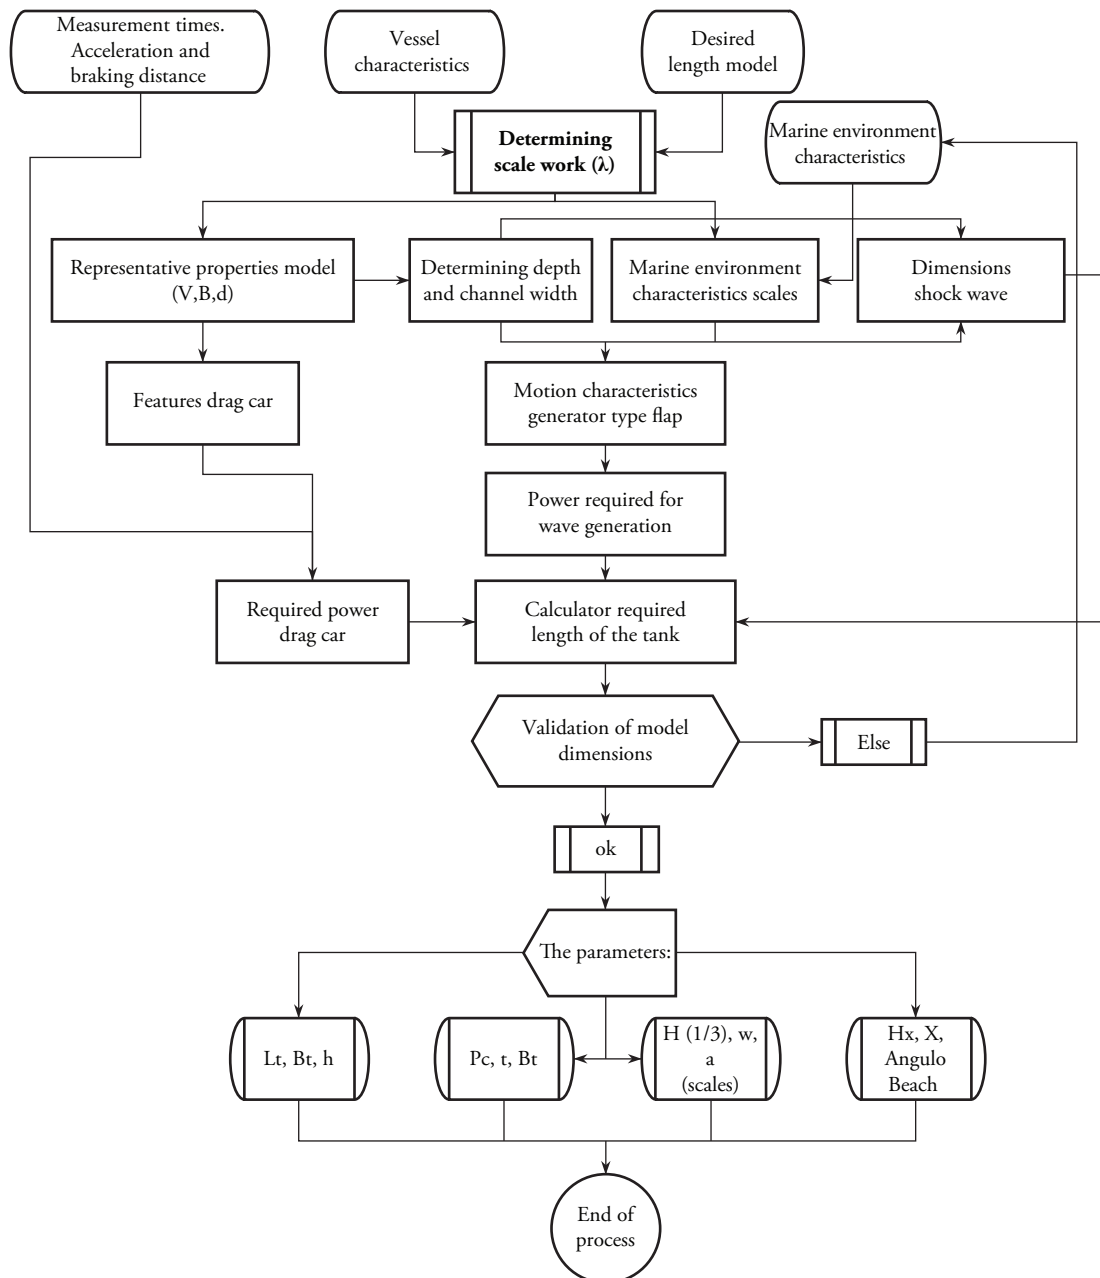 Measurement times.
Acceleration and
braking distance
Vessel
characteristics
Desired
length model
Marine environment
characteristics
Determining
scale work (λ)
Representative properties model
(V,B,d)
Determining depth
and channel width
Marine environment
characteristics scales
Dimensions
shock wave
Features drag car
Motion characteristics
generator type flap
Power required for
wave generation
Required power
drag car
Calculator required
length of the tank
Validation of model
dimensions
Else
ok
The parameters:
Lt, Bt, h
Pc, t, Bt
H (1/3), w,
a
(scales)
Hx, X,
Angulo
Beach
End of
process